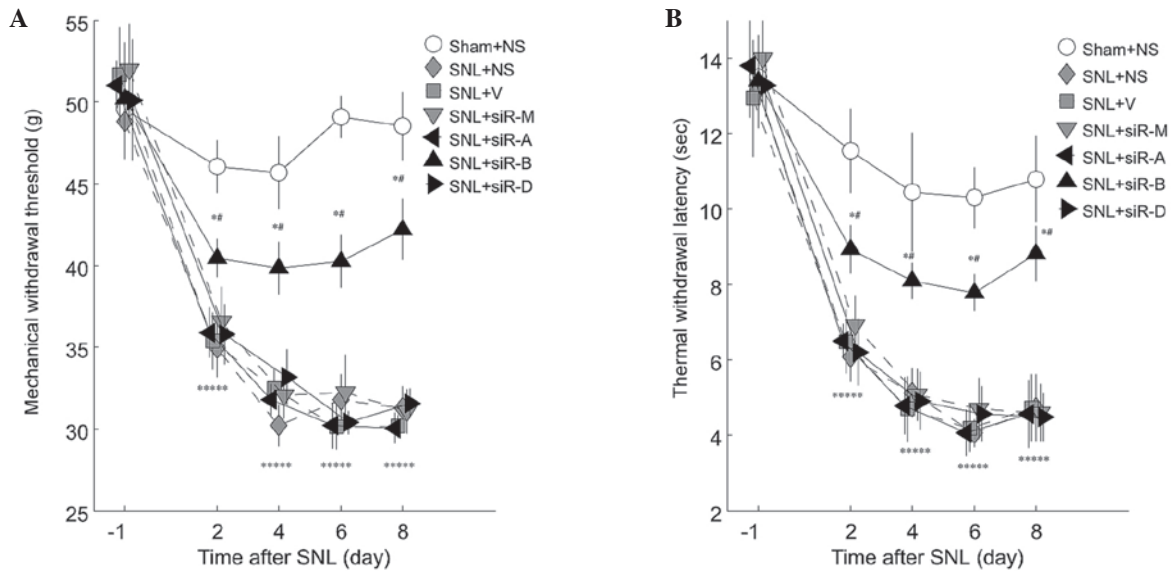 A
Mechanical withdrawal threshold (g)
55
50
45
40
35
30
25
-1
2
4
6
8
Time after SNL (day)
Sham+NS
SNL+NS
SNL+V
SNL+siR-M
SNL+siR-A
SNL+siR-B
SNL+siR-D
*#
*#
*#
*#
*****
*****
*****
*****
B
Thermal withdrawal latency (sec)
14
12
10
8
6
4
2
-1
2
4
6
8
Time after SNL (day)
Sham+NS
SNL+NS
SNL+V
SNL+siR-M
SNL+siR-A
SNL+siR-B
SNL+siR-D
*#
*#
*#
*#
*****
*****
*****
*****